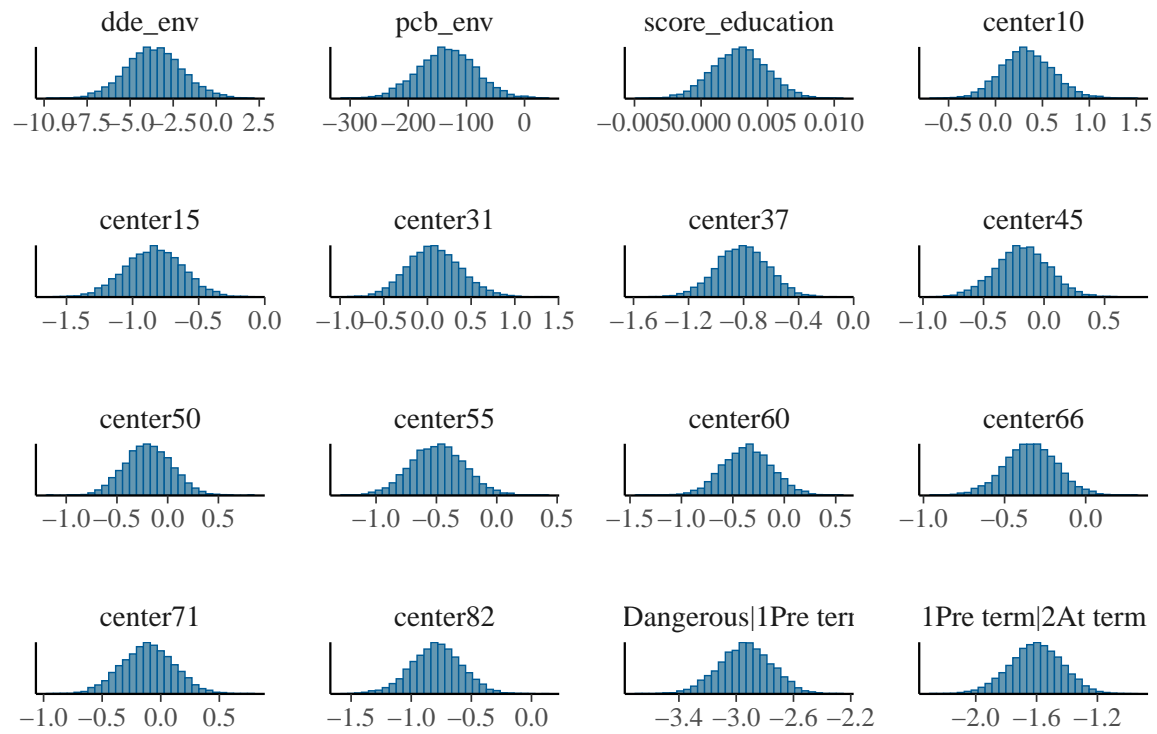 dde_env pcb_env score_education center10
−10.0 −7.5 −5.0 −2.5 0.0 2.5 −300 −200 −100 0 −0.005 0.000 0.005 0.010 −0.5 0.0 0.5 1.0 1.5
center15 center31 center37 center45
−1.5 −1.0 −0.5 0.0 −1.0 −0.5 0.0 0.5 1.0 1.5 −1.6 −1.2 −0.8 −0.4 0.0 −1.0 −0.5 0.0 0.5
center50 center55 center60 center66
−1.0 −0.5 0.0 0.5 −1.0 −0.5 0.0 0.5 −1.5 −1.0 −0.5 0.0 0.5 −1.0 −0.5 0.0
center71 center82 Dangerous|1Pre terr 1Pre term|2At term
−1.0 −0.5 0.0 0.5 −1.5 −1.0 −0.5 0.0 −3.4 −3.0 −2.6 −2.2 −2.0 −1.6 −1.2